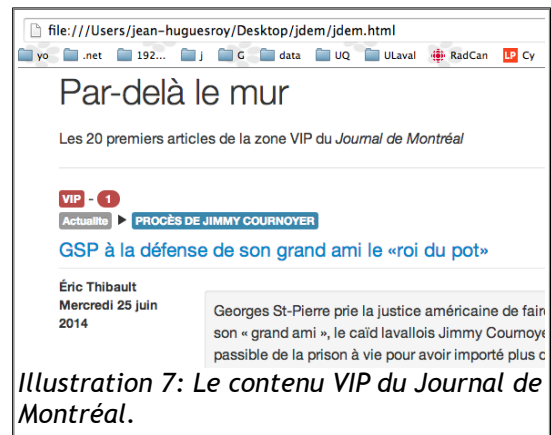 file:///Users/jean-huguesroy/Desktop/jdem/jdem.html
yo .net 192... j G data UQ ULaval RadCan LP Cy
Par-delà le mur
Les 20 premiers articles de la zone VIP du Journal de Montréal
VIP - 1
Actualite ▶ PROCÈS DE JIMMY COURNOYER
GSP à la défense de son grand ami le «roi du pot»
Éric Thibault
Mercredi 25 juin
2014
Georges St-Pierre prie la justice américaine de faire
son « grand ami », le caïd lavallois Jimmy Cournoye
passible de la prison à vie pour avoir importé plus
Illustration 7: Le contenu VIP du Journal de
Montréal.